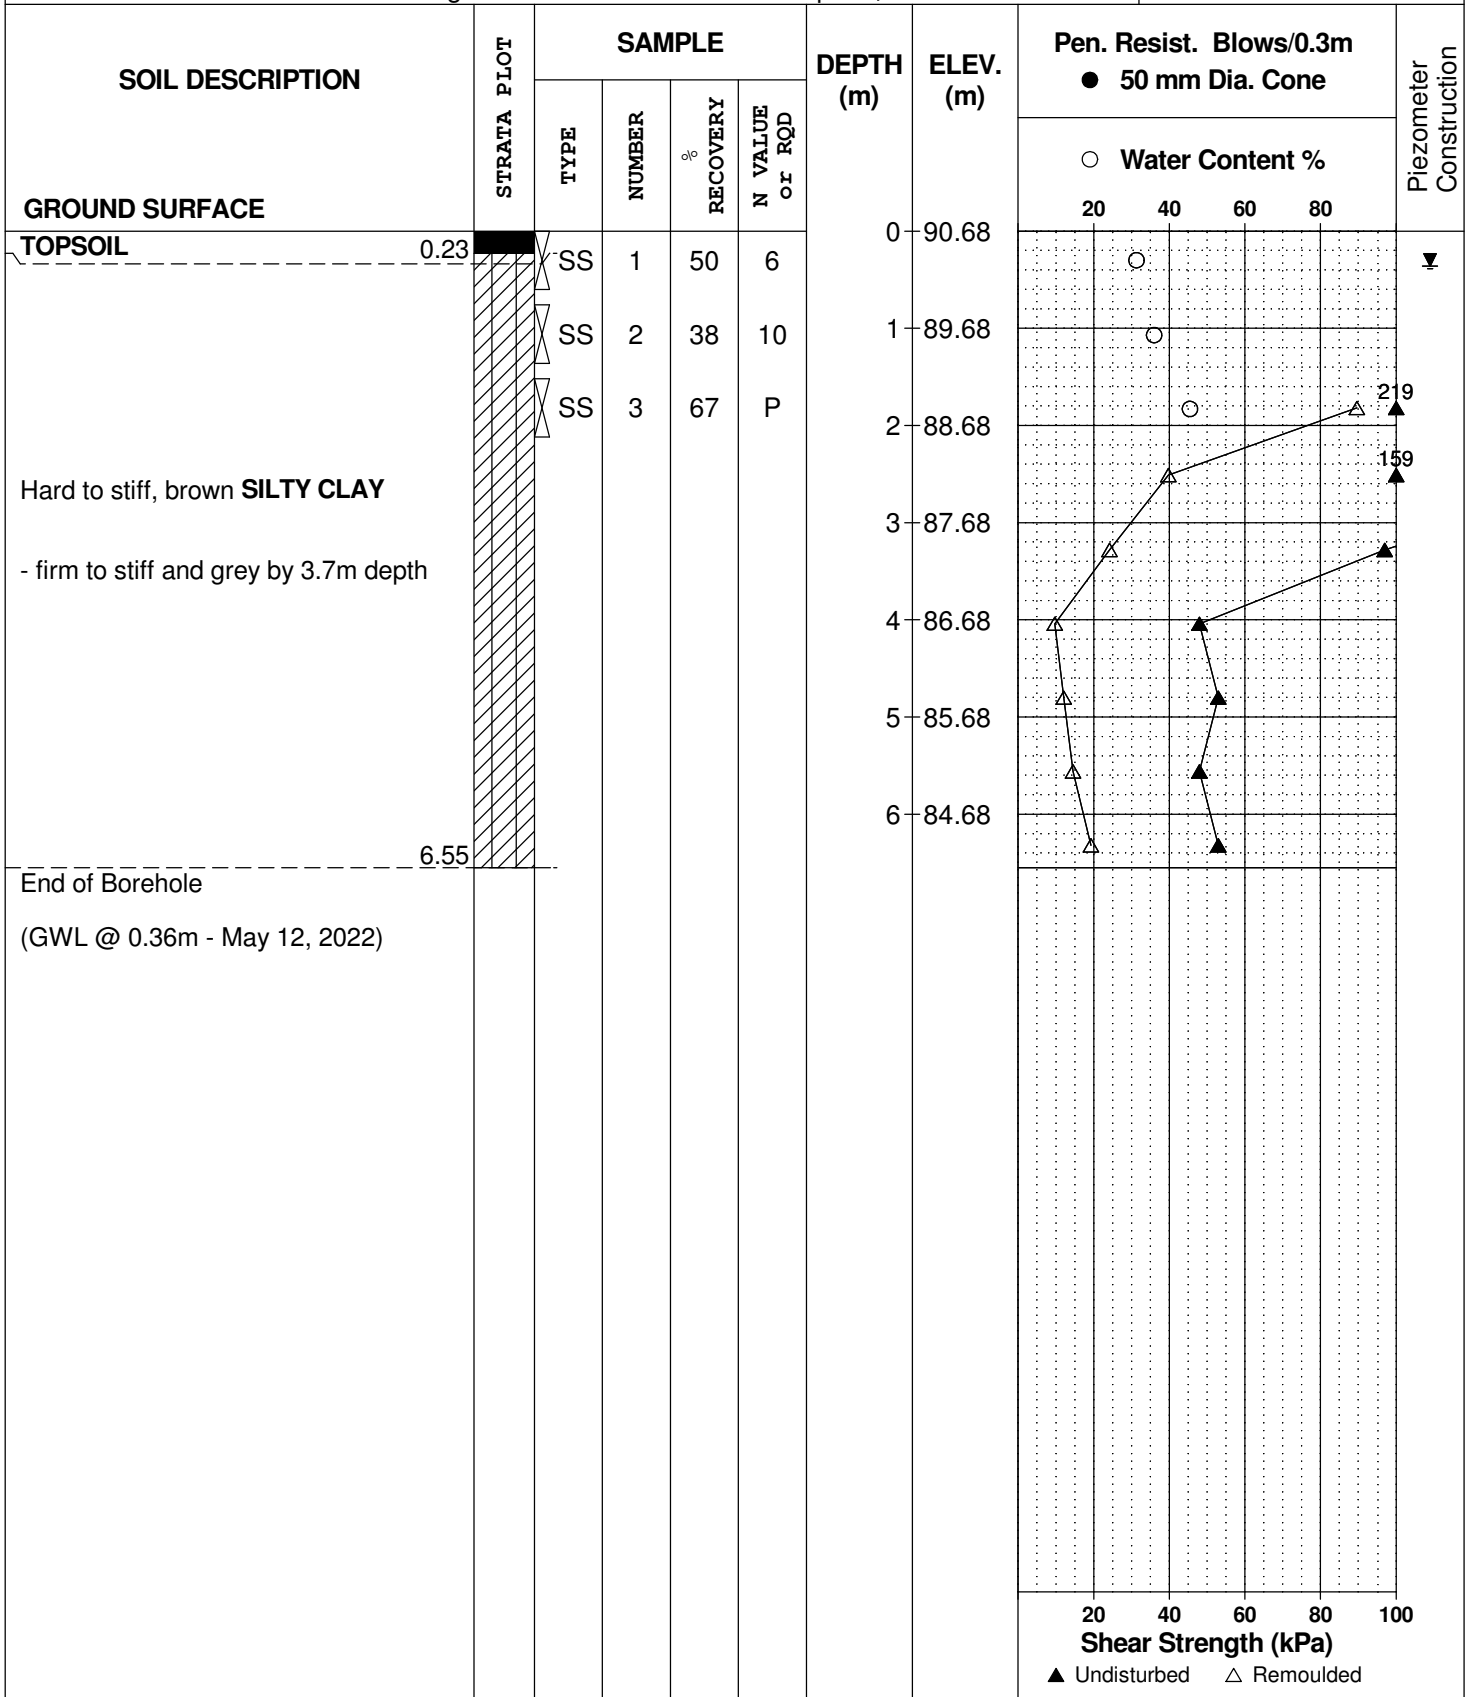 SOIL DESCRIPTION
GROUND SURFACE
STRATA PLOT
SAMPLE
TYPE
NUMBER
%
RECOVERY
N VALUE
or RQD
DEPTH
(m)
ELEV.
(m)
Pen. Resist. Blows/0.3m
● 50 mm Dia. Cone
○ Water Content %
20 40 60 80
Piezometer
Construction
TOPSOIL 0.23
SS 1 50 6
SS 2 38 10
SS 3 67 P
0 90.68
1 89.68
2 88.68
3 87.68
4 86.68
5 85.68
6 84.68
219
159
Hard to stiff, brown SILTY CLAY
- firm to stiff and grey by 3.7m depth
6.55
End of Borehole
(GWL @ 0.36m - May 12, 2022)
20 40 60 80 100
Shear Strength (kPa)
▲ Undisturbed △ Remoulded